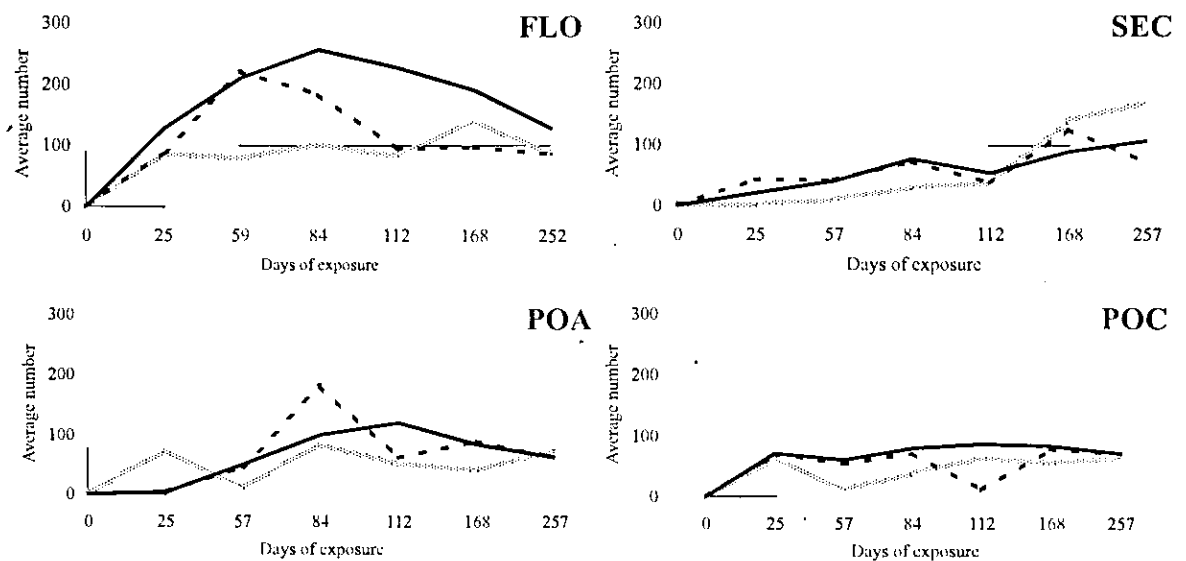 FLO
Average number
300
200
100
0
0 25 59 84 112 168 252
Days of exposure
SEC
Average number
300
200
100
0
0 25 57 84 112 168 257
Days of exposure
POA
Average number
300
200
100
0
0 25 57 84 112 168 257
Days of exposure
POC
Average number
300
200
100
0
0 25 57 84 112 168 257
Days of exposure